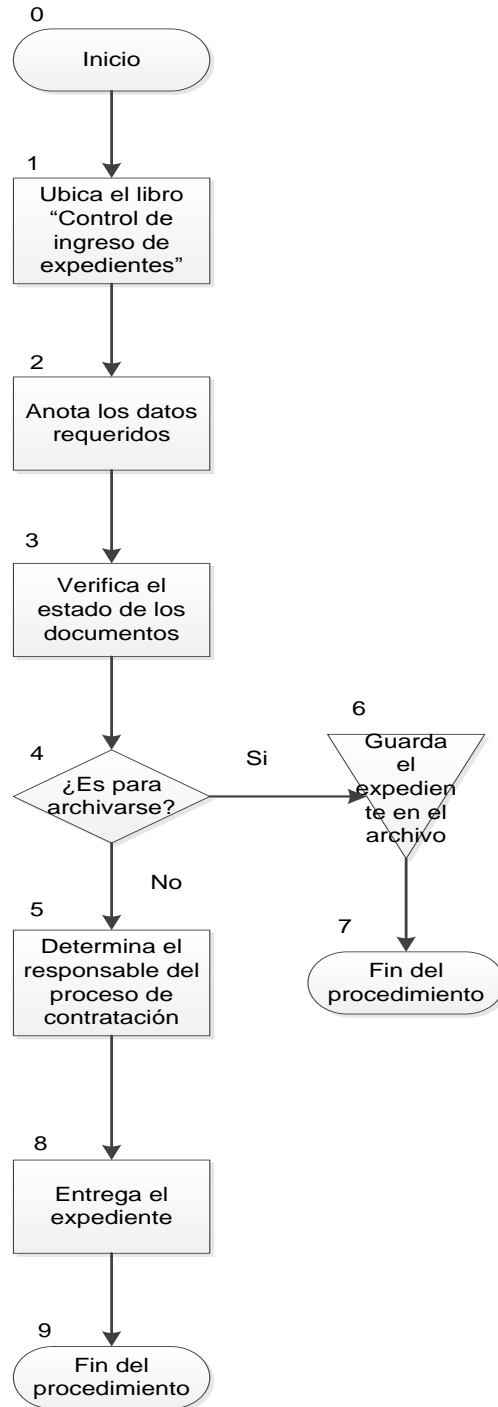 0
Inicio
1
Ubica el libro
“Control de
ingreso de
expedientes”
2
Anota los datos
requeridos
3
Verifica el
estado de los
documentos
4
¿Es para
archivarse?
Si
6
Guarda
el
expedien
te en el
archivo
No
5
Determina el
responsable del
proceso de
contratación
7
Fin del
procedimiento
8
Entrega el
expediente
9
Fin del
procedimiento